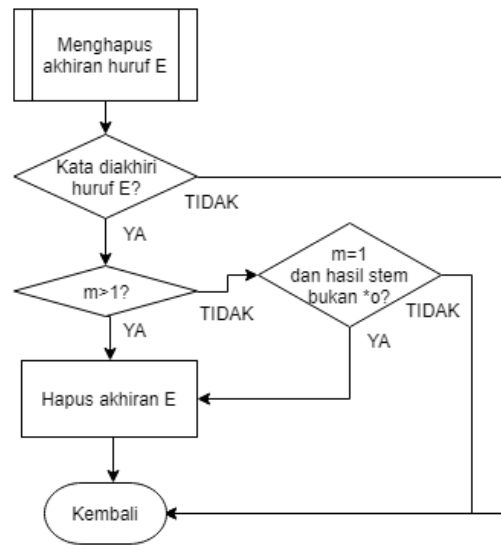 Menghapus
akhiran huruf E
Kata diakhiri
huruf E?
TIDAK
YA
m>1?
TIDAK
YA
m=1
dan hasil stem
bukan *o?
TIDAK
YA
Hapus akhiran E
Kembali